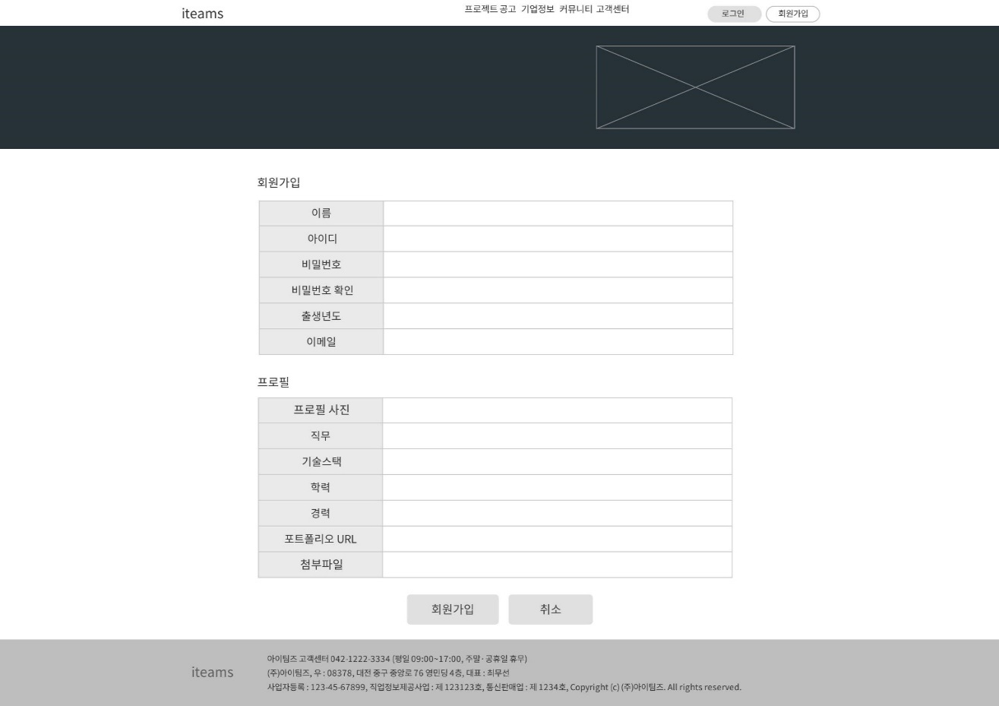 iteams
프로젝트 공고 기업정보 커뮤니티 고객센터
로그인
회원가입
회원가입
이름
아이디
비밀번호
비밀번호 확인
출생년도
이메일
프로필
프로필 사진
직무
기술스택
학력
경력
포트폴리오 URL
첨부파일
회원가입
취소
iteams
아이팀즈 고객센터 042-1222-3334 (평일 09:00~17:00, 주말·공휴일 휴무)
(주)아이팀즈, 우 : 08378, 대전 중구 중앙로 76 영민딩 4층, 대표 : 최무선
사업자등록 : 123-45-67899, 직업정보제공사업 : 제 123123호, 통신판매업 : 제 1234호, Copyright (c) (주)아이팀즈. All rights reserved.